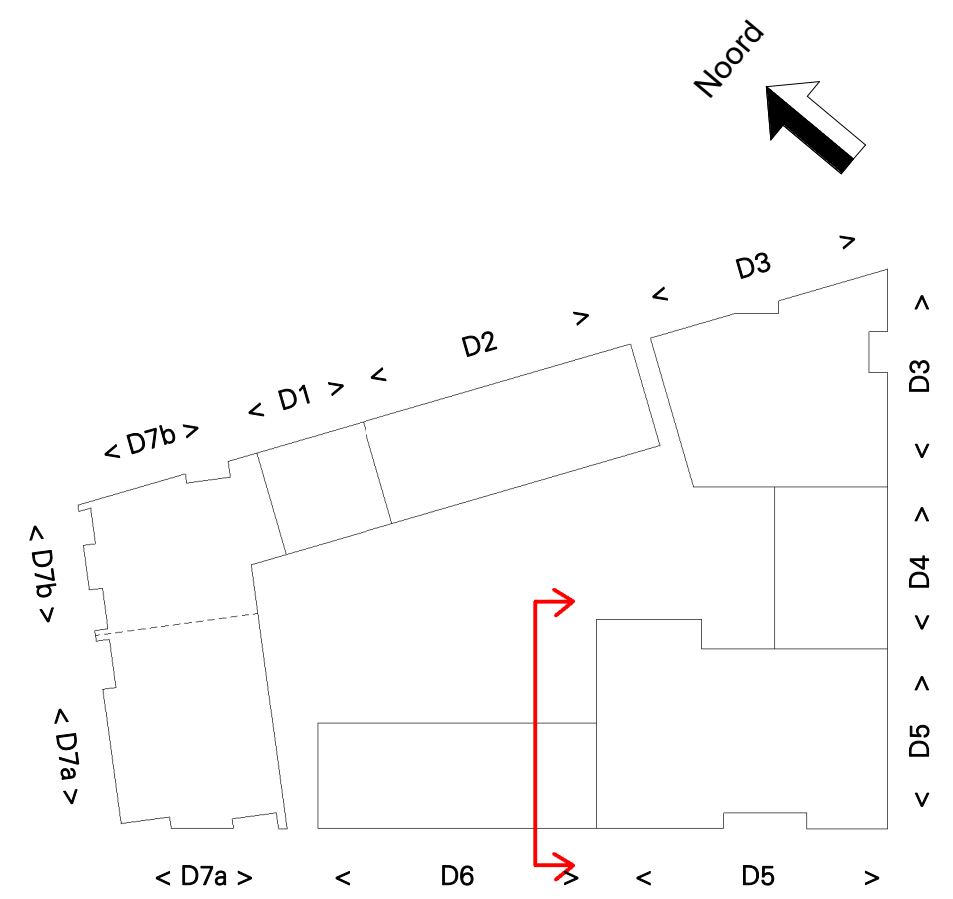 Noord
< D3 >
< D2 >
< D1 >
< D7b >
< D3 >
< D7b >
< D4 >
< D7a >
< D5 >
< D7a >
< D6 >
< D5 >